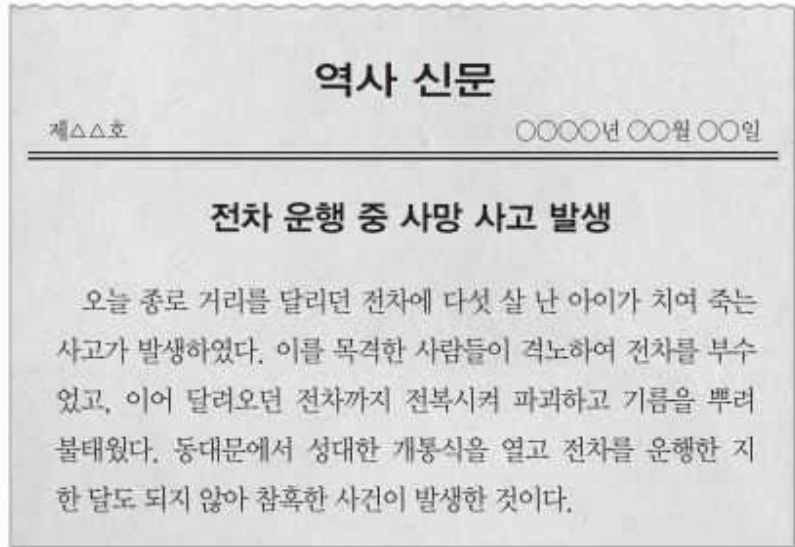 역사 신문
제△△호 ○○○○년 ○○월 ○○일
전차 운행 중 사망 사고 발생
오늘 종로 거리를 달리던 전차에 다섯 살 난 아이가 치여 죽는
사고가 발생하였다. 이를 목격한 사람들이 격노하여 전차를 부수
었고, 이어 달려오던 전차까지 전복시켜 파괴하고 기름을 뿌려
불태웠다. 동대문에서 성대한 개통식을 열고 전차를 운행한 지
한 달도 되지 않아 참혹한 사건이 발생한 것이다.